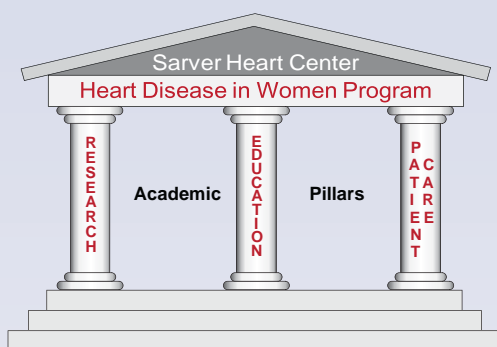 Sarver Heart Center
Heart Disease in Women Program
RESEARCH
Academic
EDUCATION
Pillars
PATIENT
CARE